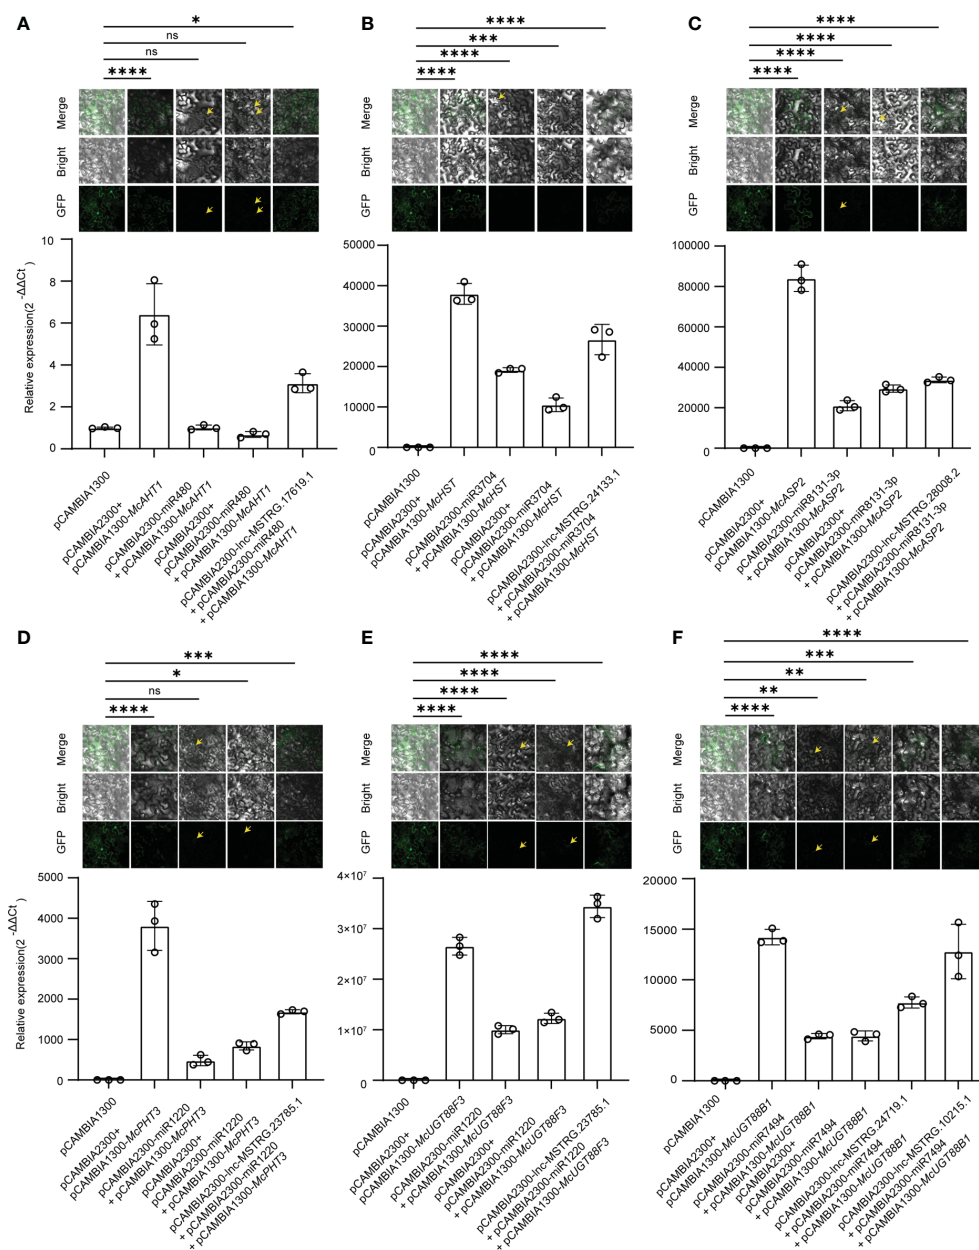 A
*
ns
ns
****
Merge
Bright
GFP
Relative expression(2 -ΔΔCt )
10
8
6
4
2
0
pCAMBIA1300
pCAMBIA2300+
pCAMBIA1300-McAHT1
pCAMBIA2300-miR480
+ pCAMBIA1300-McAHT1
pCAMBIA2300+
pCAMBIA2300-miR480
+ pCAMBIA1300-McAHT1
pCAMBIA2300-lnc-MSTRG.17619.1
+ pCAMBIA2300-miR480
+ pCAMBIA1300-McAHT1
B
****
***
****
****
Merge
Bright
GFP
50000
40000
30000
20000
10000
0
pCAMBIA1300
pCAMBIA2300+
pCAMBIA1300-McHST
pCAMBIA2300-miR3704
+ pCAMBIA1300-McHST
pCAMBIA2300+
pCAMBIA2300-miR3704
+ pCAMBIA1300-McHST
pCAMBIA2300-lnc-MSTRG.24133.1
+ pCAMBIA2300-miR3704
+ pCAMBIA1300-McHST
C
****
****
****
****
Merge
Bright
GFP
100000
80000
60000
40000
20000
0
pCAMBIA1300
pCAMBIA2300+
pCAMBIA1300-McASP2
pCAMBIA2300-miR8131-3p
+ pCAMBIA1300-McASP2
pCAMBIA2300+
pCAMBIA2300-miR8131-3p
+ pCAMBIA1300-McASP2
pCAMBIA2300-lnc-MSTRG.28008.2
+ pCAMBIA2300-miR8131-3p
+ pCAMBIA1300-McASP2
D
***
*
ns
****
Merge
Bright
GFP
Relative expression(2 -ΔΔCt )
5000
4000
3000
2000
1000
0
pCAMBIA1300
pCAMBIA2300+
pCAMBIA1300-McPHT3
pCAMBIA2300-miR1220
+ pCAMBIA1300-McPHT3
pCAMBIA2300+
pCAMBIA2300-miR1220
+ pCAMBIA1300-McPHT3
pCAMBIA2300-lnc-MSTRG.23785.1
+ pCAMBIA2300-miR1220
+ pCAMBIA1300-McPHT3
E
****
****
****
****
Merge
Bright
GFP
4×10⁷
3×10⁷
2×10⁷
1×10⁷
0
pCAMBIA1300
pCAMBIA2300+
pCAMBIA1300-McUGT88F3
pCAMBIA2300-miR1220
+ pCAMBIA1300-McUGT88F3
pCAMBIA2300+
+ pCAMBIA2300-miR1220
+ pCAMBIA1300-McUGT88F3
pCAMBIA2300-lnc-MSTRG.23785.1
+ pCAMBIA2300-miR1220
+ pCAMBIA1300-McUGT88F3
F
****
***
**
**
****
Merge
Bright
GFP
20000
15000
10000
5000
0
pCAMBIA1300
pCAMBIA2300+
pCAMBIA1300-McUGT88B1
pCAMBIA2300-miR7494
+ pCAMBIA1300-McUGT88B1
pCAMBIA2300+
+ pCAMBIA2300-miR7494
+ pCAMBIA1300-McUGT88B1
pCAMBIA2300-lnc-MSTRG.24719.1
+ pCAMBIA2300-miR7494
+ pCAMBIA1300-McUGT88B1
pCAMBIA2300-lnc-MSTRG.10215.1
+ pCAMBIA2300-miR7494
+ pCAMBIA1300-McUGT88B1